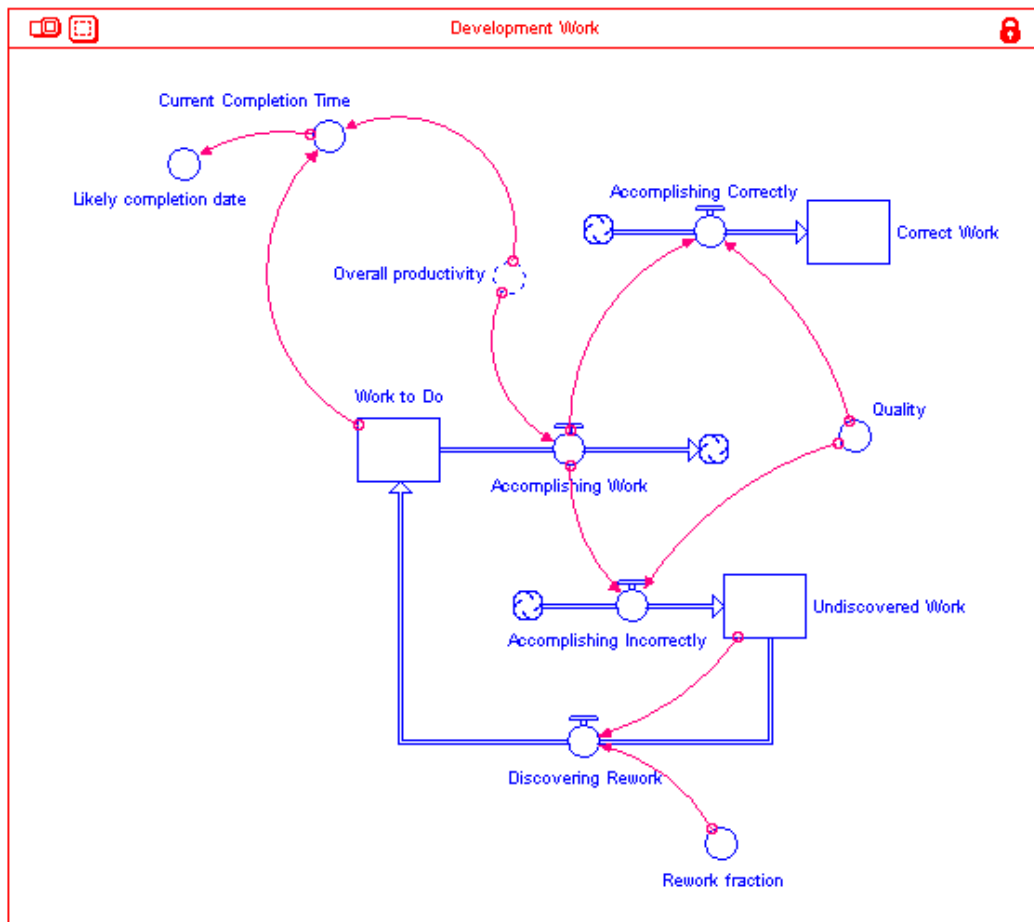 Development Work
Current Completion Time
Likely completion date
Accomplishing Correctly
Correct Work
Overall productivity
Work to Do
Quality
Accomplishing Work
Undiscovered Work
Accomplishing Incorrectly
Discovering Rework
Rework fraction